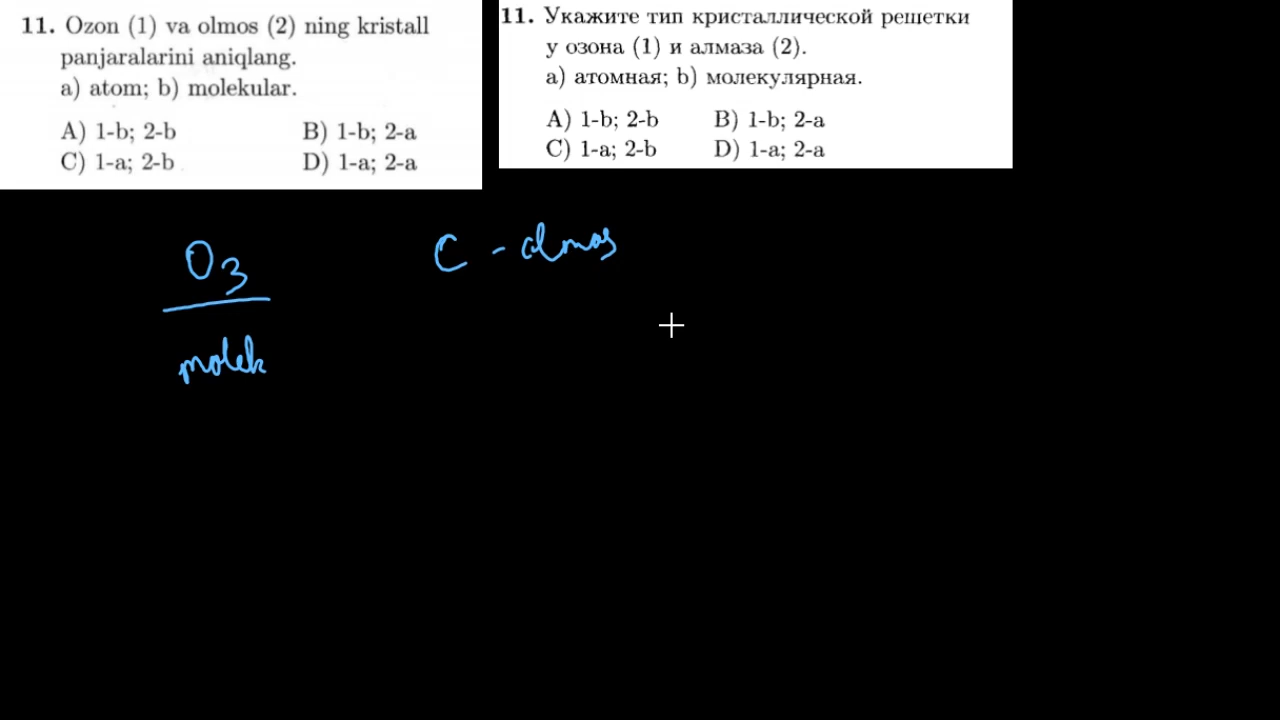 11. Ozon (1) va olmos (2) ning kristall
panjaralarini aniqlang.
a) atom; b) molekular.
A) 1-b; 2-b B) 1-b; 2-a
C) 1-a; 2-b D) 1-a; 2-a
11. Укажите тип кристаллической решетки
у озона (1) и алмаза (2).
a) атомная; b) молекулярная.
A) 1-b; 2-b B) 1-b; 2-a
C) 1-a; 2-b D) 1-a; 2-a
O3
molek
C - olmos